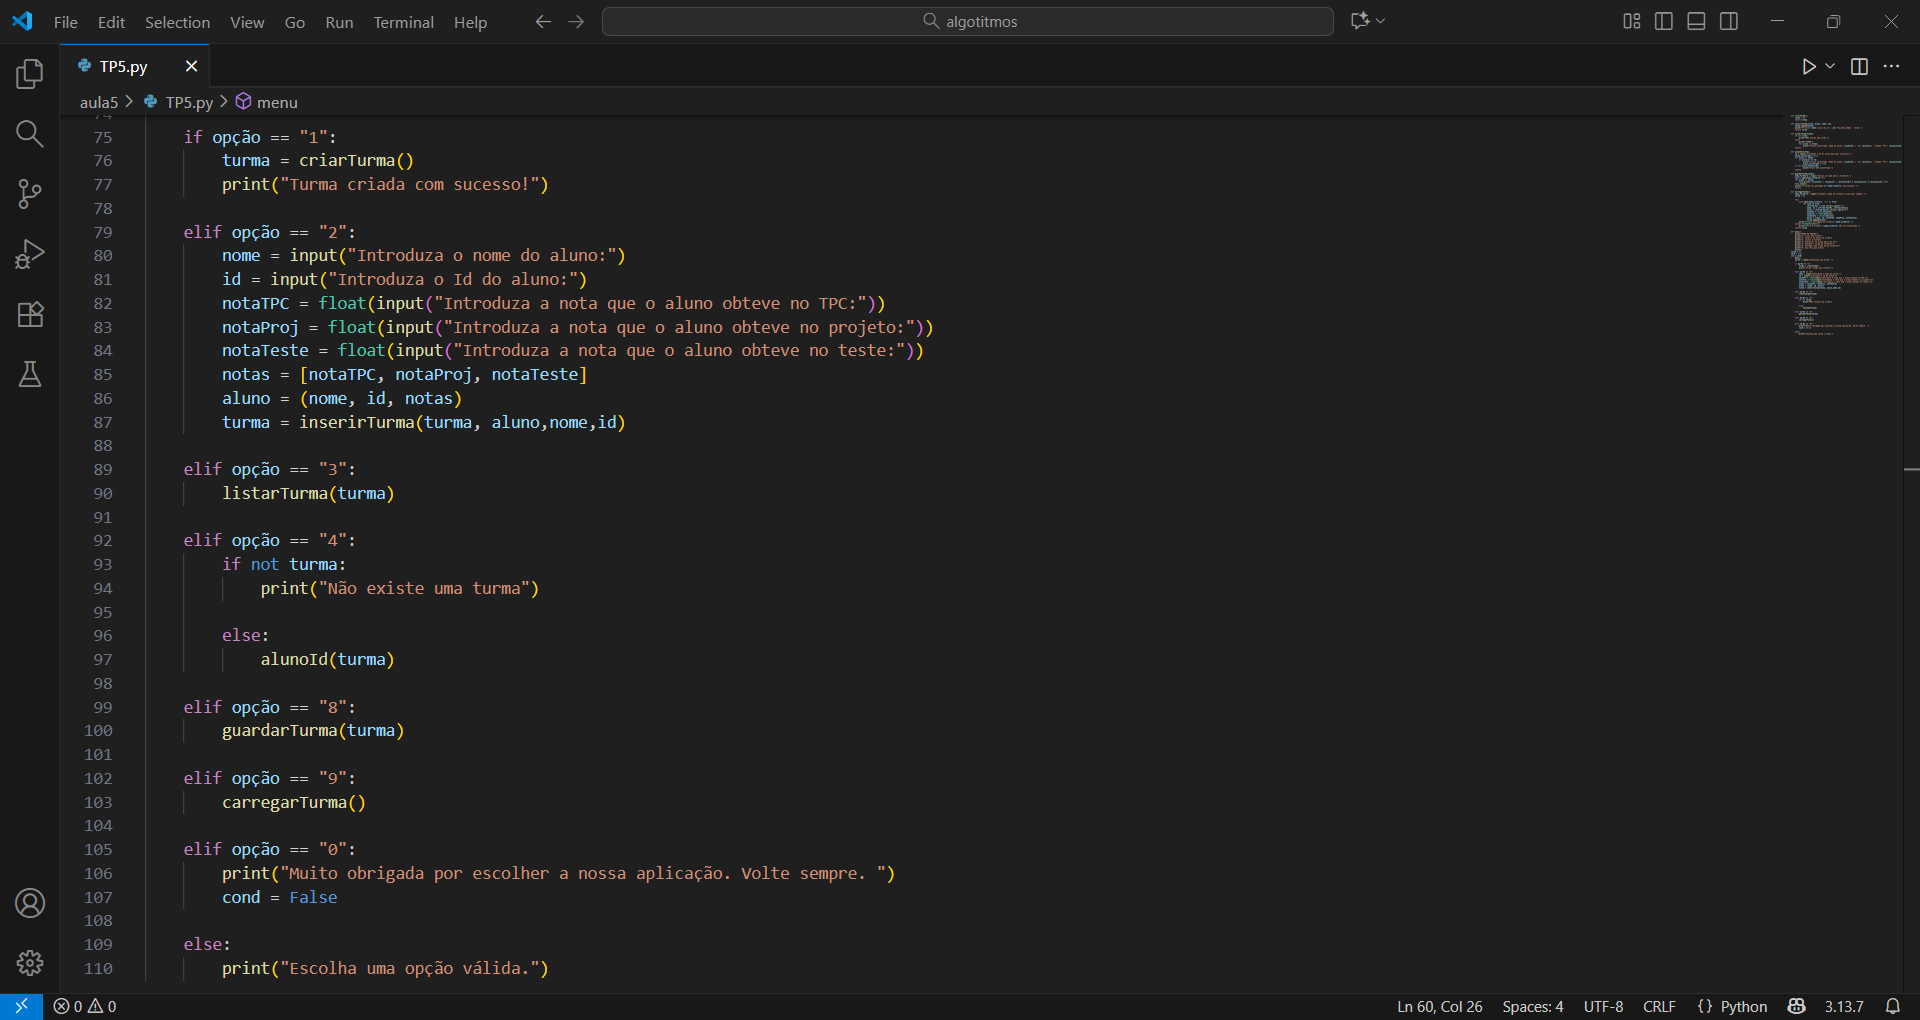 File Edit Selection View Go Run Terminal Help algotitmos
TP5.py
aula5 > TP5.py > menu
74
75 if opção == "1":
76 turma = criarTurma()
77 print("Turma criada com sucesso!")
78
79 elif opção == "2":
80 nome = input("Introduza o nome do aluno:")
81 id = input("Introduza o Id do aluno:")
82 notaTPC = float(input("Introduza a nota que o aluno obteve no TPC:"))
83 notaProj = float(input("Introduza a nota que o aluno obteve no projeto:"))
84 notaTeste = float(input("Introduza a nota que o aluno obteve no teste:"))
85 notas = [notaTPC, notaProj, notaTeste]
86 aluno = (nome, id, notas)
87 turma = inserirTurma(turma, aluno,nome,id)
88
89 elif opção == "3":
90 listarTurma(turma)
91
92 elif opção == "4":
93 if not turma:
94 print("Não existe uma turma")
95
96 else:
97 alunoId(turma)
98
99 elif opção == "8":
100 guardarTurma(turma)
101
102 elif opção == "9":
103 carregarTurma()
104
105 elif opção == "0":
106 print("Muito obrigada por escolher a nossa aplicação. Volte sempre. ")
107 cond = False
108
109 else:
110 print("Escolha uma opção válida.")
0 0 Ln 60, Col 26 Spaces: 4 UTF-8 CRLF {} Python 3.13.7